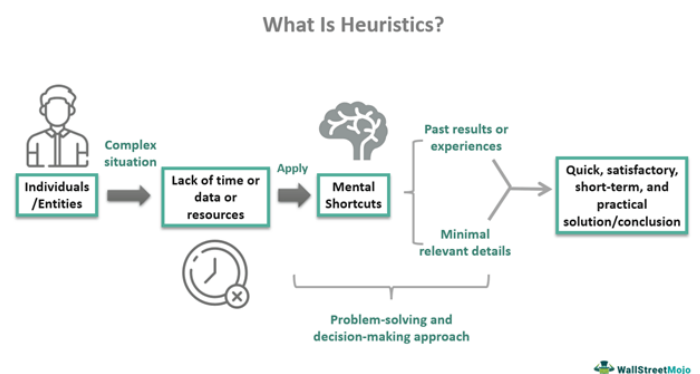 What Is Heuristics?
Complex
situation
Individuals
/Entities
Lack of time or
data or
resources
Apply
Mental
Shortcuts
Past results or
experiences
Minimal
relevant details
Quick, satisfactory,
short-term, and
practical
solution/conclusion
Problem-solving and
decision-making approach
WallStreetMojo